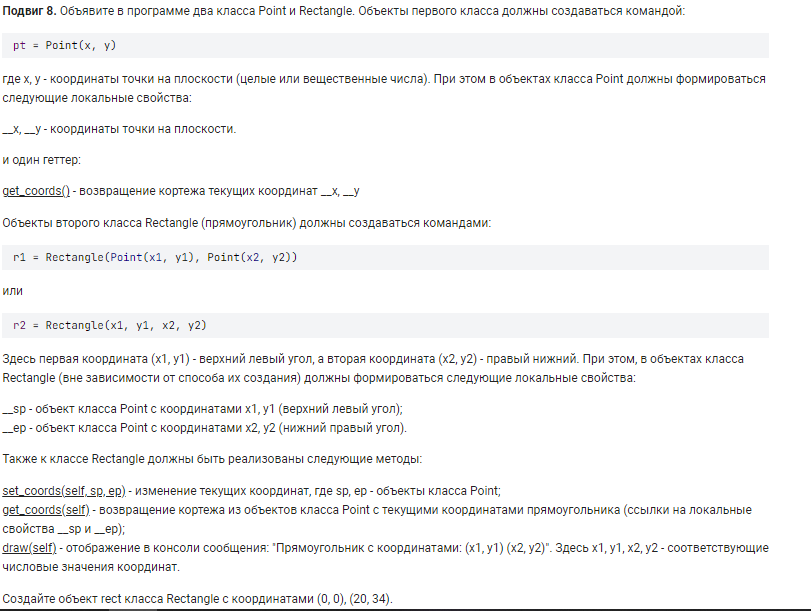 Подвиг 8. Объявите в программе два класса Point и Rectangle. Объекты первого класса должны создаваться командой:
pt = Point(x, y)
где x, y - координаты точки на плоскости (целые или вещественные числа). При этом в объектах класса Point должны формироваться
следующие локальные свойства:
__x, __y - координаты точки на плоскости.
и один геттер:
get_coords() - возвращение кортежа текущих координат __x, __y
Объекты второго класса Rectangle (прямоугольник) должны создаваться командами:
r1 = Rectangle(Point(x1, y1), Point(x2, y2))
или
r2 = Rectangle(x1, y1, x2, y2)
Здесь первая координата (x1, y1) - верхний левый угол, а вторая координата (x2, y2) - правый нижний. При этом, в объектах класса
Rectangle (вне зависимости от способа их создания) должны формироваться следующие локальные свойства:
__sp - объект класса Point с координатами x1, y1 (верхний левый угол);
__ep - объект класса Point с координатами x2, y2 (нижний правый угол).
Также к классе Rectangle должны быть реализованы следующие методы:
set_coords(self, sp, ep) - изменение текущих координат, где sp, ep - объекты класса Point;
get_coords(self) - возвращение кортежа из объектов класса Point с текущими координатами прямоугольника (ссылки на локальные
свойства __sp и __ep);
draw(self) - отображение в консоли сообщения: "Прямоугольник с координатами: (x1, y1) (x2, y2)". Здесь x1, y1, x2, y2 - соответствующие
числовые значения координат.
Создайте объект rect класса Rectangle с координатами (0, 0), (20, 34).